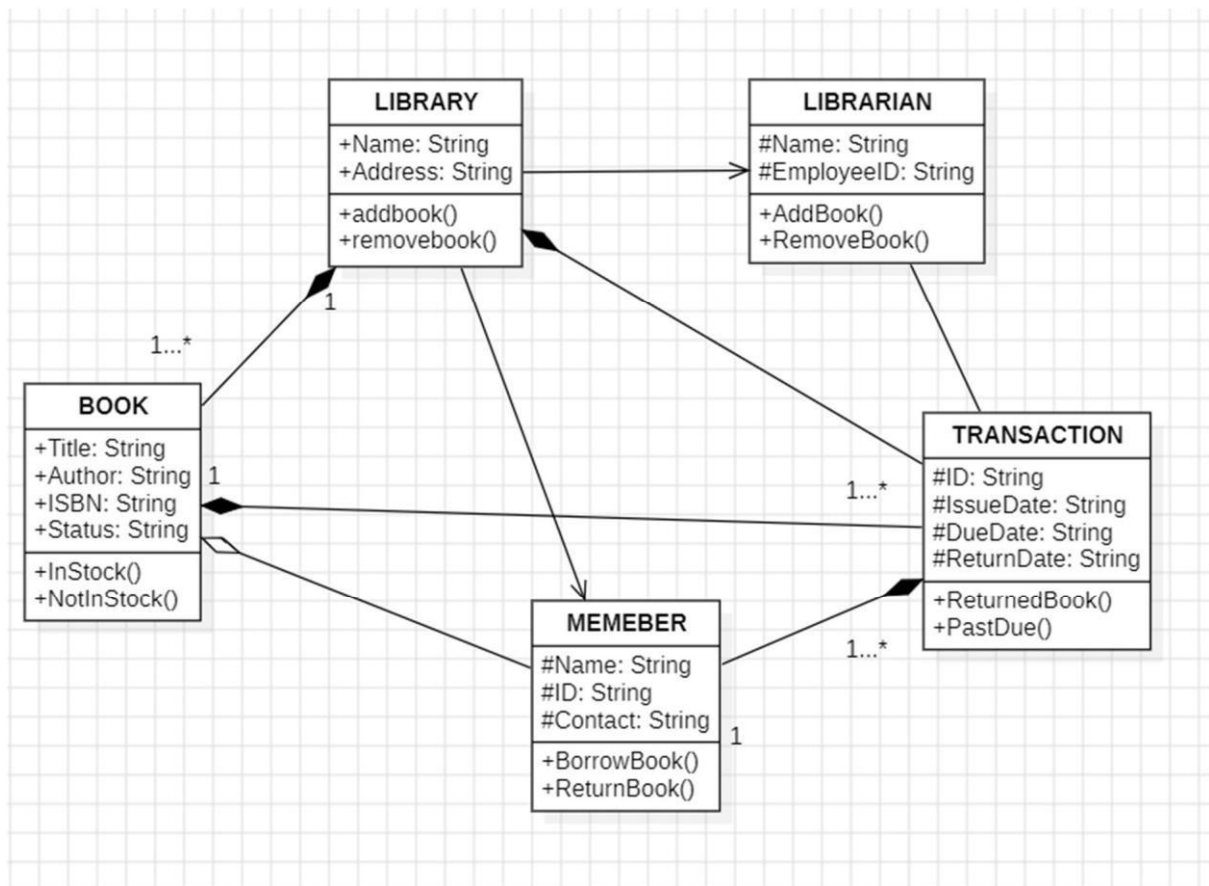 LIBRARY
+Name: String
+Address: String
+addbook()
+removebook()
LIBRARIAN
#Name: String
#EmployeeID: String
+AddBook()
+RemoveBook()
1
1...*
BOOK
+Title: String
+Author: String
+ISBN: String
+Status: String
+InStock()
+NotInStock()
1
1...*
TRANSACTION
#ID: String
#IssueDate: String
#DueDate: String
#ReturnDate: String
+ReturnedBook()
+PastDue()
1...*
MEMEBER
#Name: String
#ID: String
#Contact: String
+BorrowBook()
+ReturnBook()
1